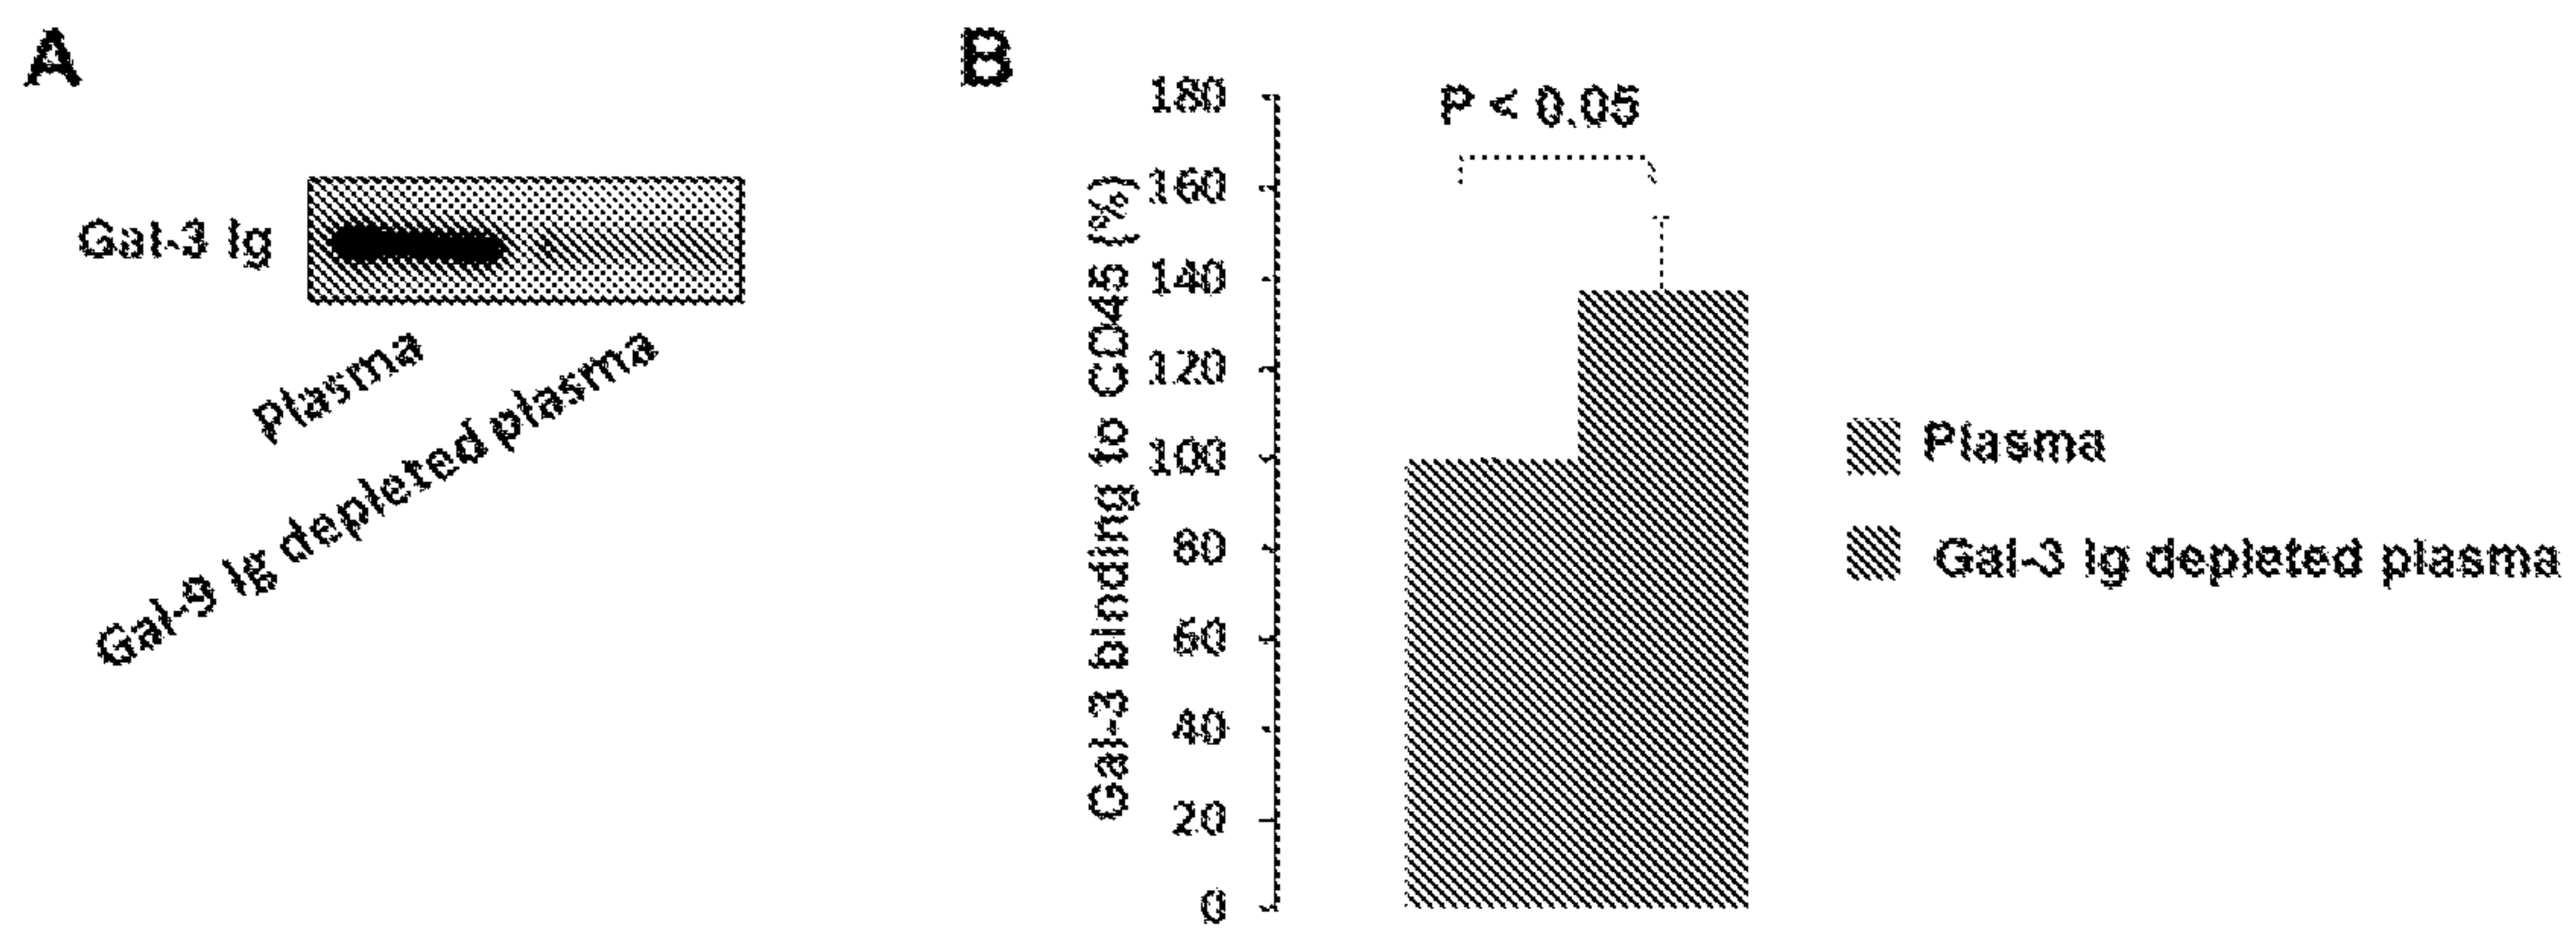 A
Gal-3 Ig
Plasma
Gal-9 Ig depleted plasma
B
Gal-3 binding to CD45 (%)
180
160
140
120
100
80
60
40
20
0
P < 0.05
Plasma
Gal-3 Ig depleted plasma